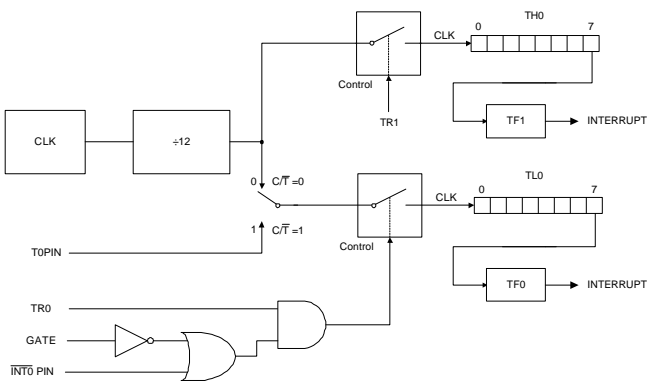 TH0
0 7
CLK
Control
TR1
TF1 INTERRUPT
CLK ÷12
0 C/T̅ =0
1 C/T̅ =1
T0PIN
TL0
0 7
CLK
Control
TF0 INTERRUPT
TR0
GATE
I̅N̅T̅0̅ PIN